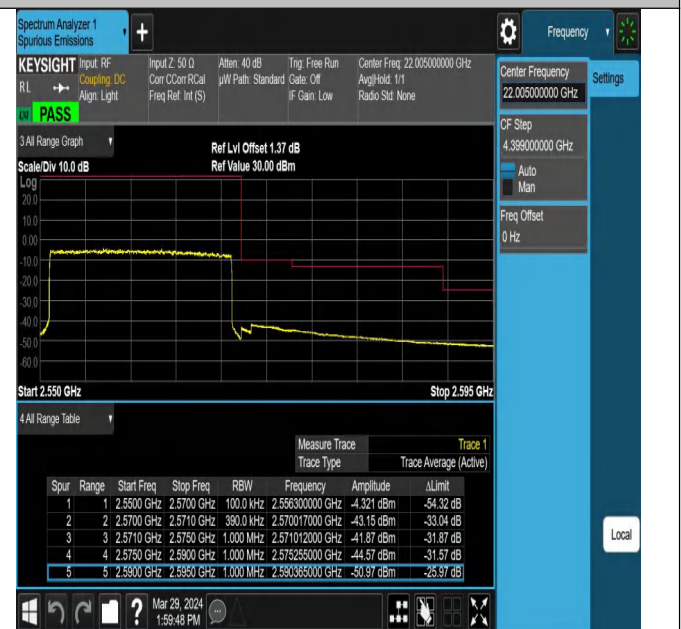 Spectrum Analyzer 1
Spurious Emissions
+
Frequency
KEYSIGHT Input: RF Input Z: 50 Ω Atten: 40 dB Trig: Free Run Center Freq: 22.005000000 GHz
RL Coupling: DC Corr CCorr RCal µW Path: Standard Gate: Off Avg|Hold: 1/1
Align: Light Freq Ref: Int (S) IF Gain: Low Radio Std: None
PASS
Center Frequency
22.005000000 GHz
Settings
CF Step
4.399000000 GHz
Auto
Man
Freq Offset
0 Hz
3 All Range Graph
Ref Lvl Offset 1.37 dB
Scale/Div 10.0 dB Ref Value 30.00 dBm
Log
20.0
10.0
0.00
-10.0
-20.0
-30.0
-40.0
-50.0
-60.0
Start 2.550 GHz Stop 2.595 GHz
4 All Range Table
Measure Trace Trace 1
Trace Type Trace Average (Active)
Spur Range Start Freq Stop Freq RBW Frequency Amplitude ΔLimit
1 1 2.5500 GHz 2.5700 GHz 100.0 kHz 2.556300000 GHz -4.321 dBm -54.32 dB
2 2 2.5700 GHz 2.5710 GHz 390.0 kHz 2.570017000 GHz -43.15 dBm -33.04 dB
3 3 2.5710 GHz 2.5750 GHz 1.000 MHz 2.571012000 GHz -41.87 dBm -31.87 dB
4 4 2.5750 GHz 2.5900 GHz 1.000 MHz 2.575255000 GHz -44.57 dBm -31.57 dB
5 5 2.5900 GHz 2.5950 GHz 1.000 MHz 2.590365000 GHz -50.97 dBm -25.97 dB
Local
? Mar 29, 2024
1:59:48 PM